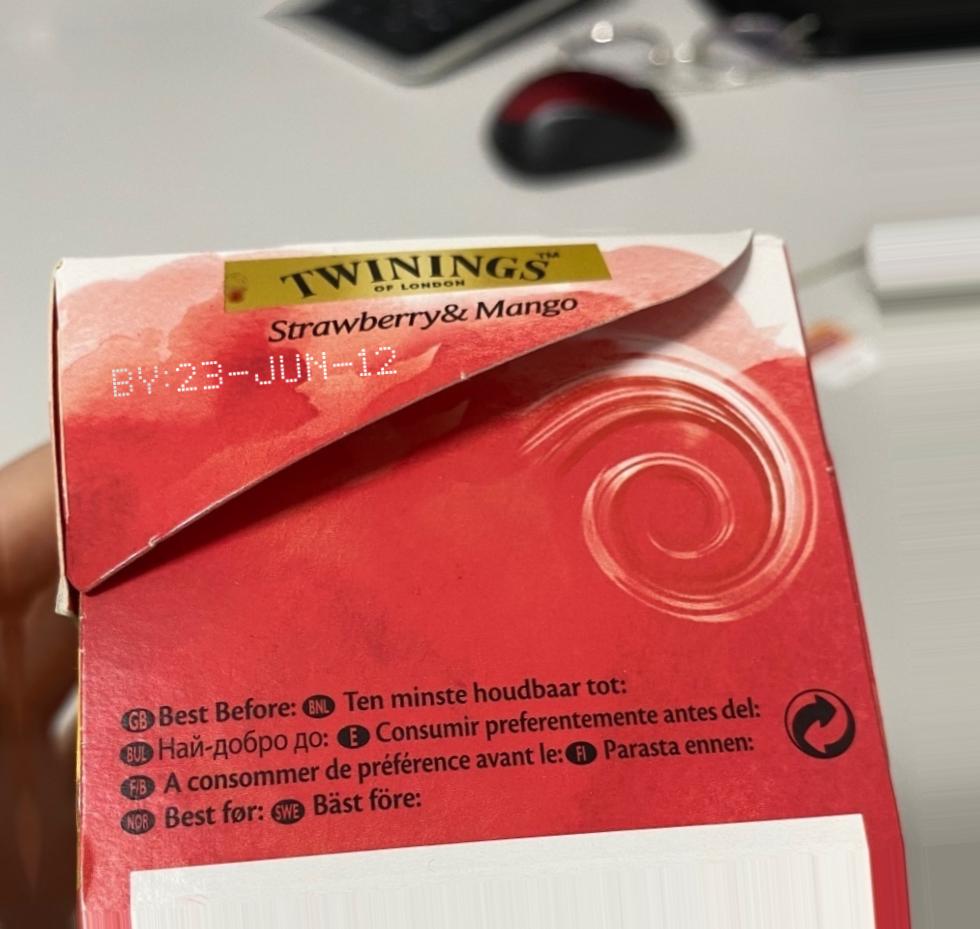 TWININGS™
OF LONDON
Strawberry& Mango
BY:23-JUN-12
GB Best Before: BNL Ten minste houdbaar tot:
BUL Най-добро до: E Consumir preferentemente antes del:
F/B A consommer de préférence avant le: FI Parasta ennen:
NOR Best før: SWE Bäst före: